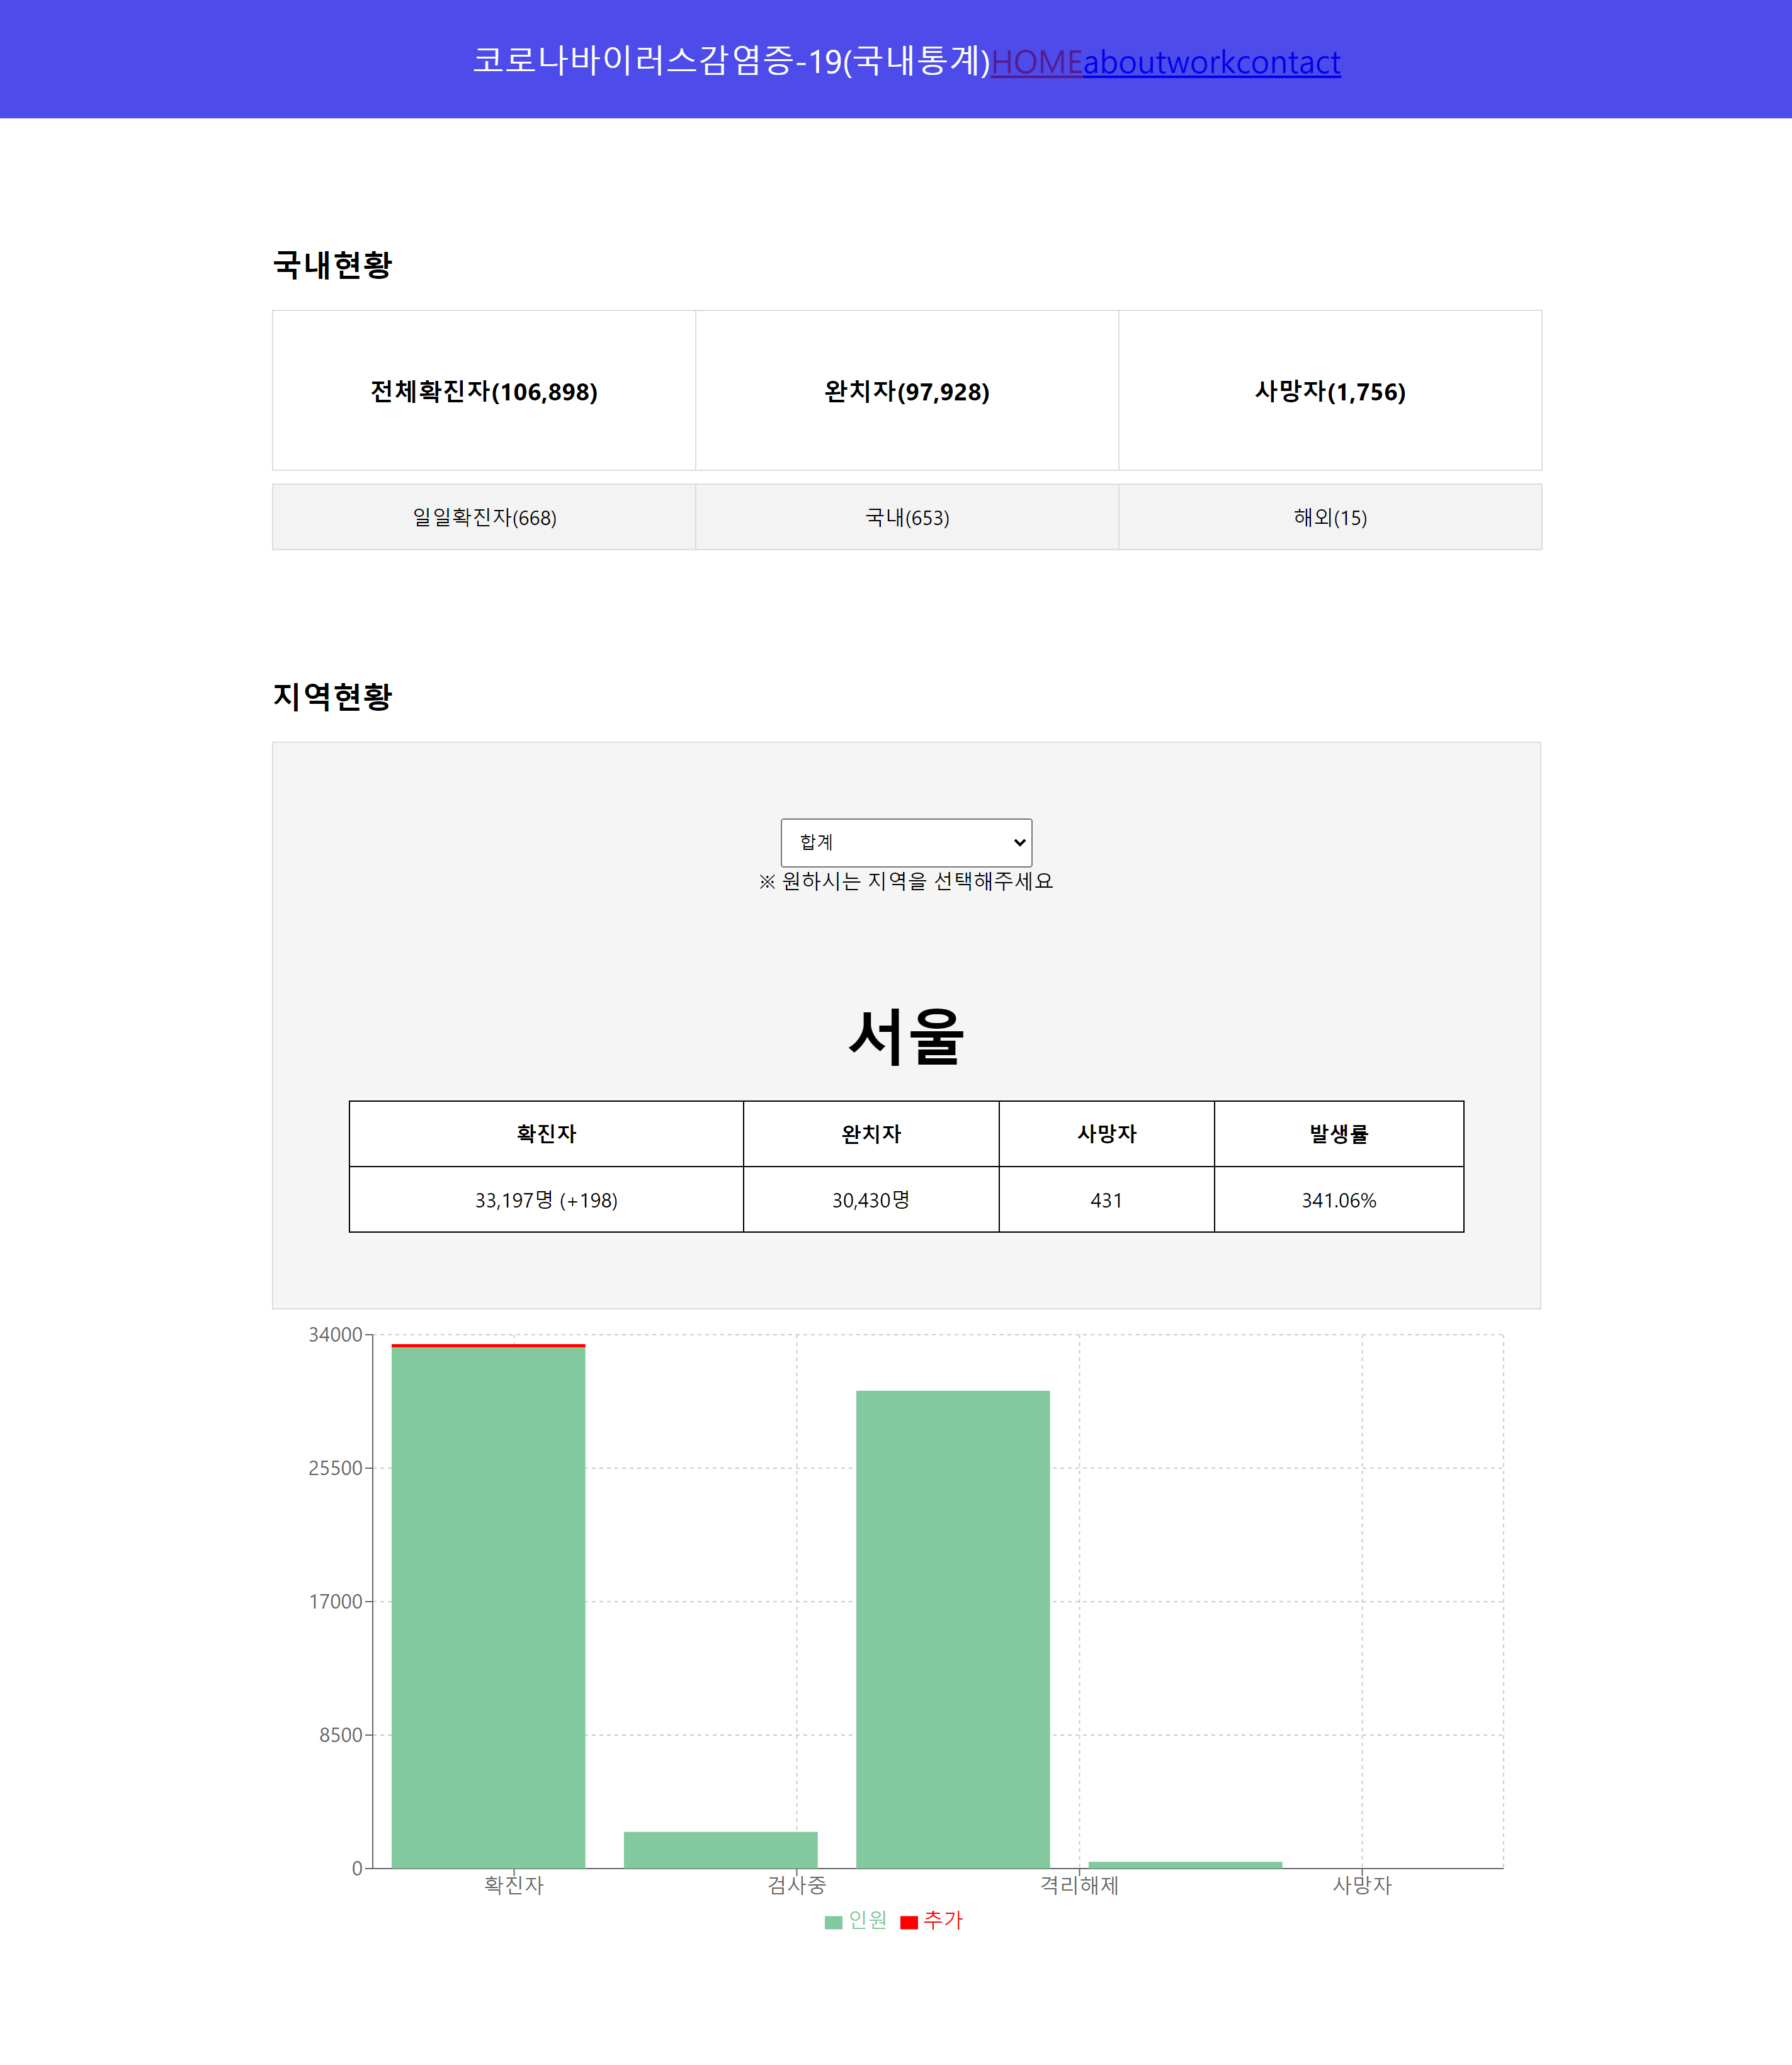 코로나바이러스감염증-19(국내통계)HOMEaboutworkcontact
국내현황
전체확진자(106,898) 완치자(97,928) 사망자(1,756)
일일확진자(668) 국내(653) 해외(15)
지역현황
합계
※ 원하시는 지역을 선택해주세요
서울
확진자 완치자 사망자 발생률
33,197명 (+198) 30,430명 431 341.06%
34000
25500
17000
8500
0
확진자 검사중 격리해제 사망자
인원 추가